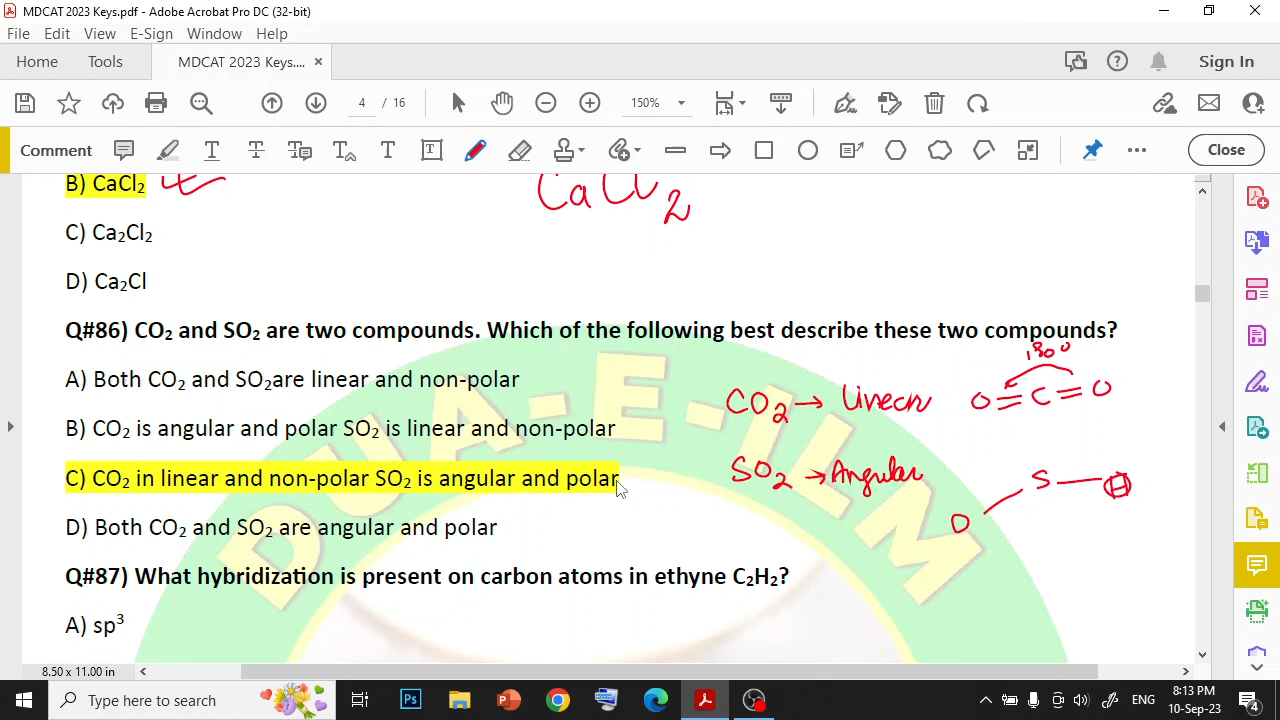 MDCAT 2023 Keys.pdf - Adobe Acrobat Pro DC (32-bit)
File Edit View E-Sign Window Help
Home Tools MDCAT 2023 Keys.... × Sign In
4 / 16 150%
Comment Close
B) CaCl₂ CaCl₂
C) Ca₂Cl₂
D) Ca₂Cl
Q#86) CO₂ and SO₂ are two compounds. Which of the following best describe these two compounds?
180°
A) Both CO₂ and SO₂are linear and non-polar
CO₂ → Linear O=C=O
B) CO₂ is angular and polar SO₂ is linear and non-polar
C) CO₂ in linear and non-polar SO₂ is angular and polar
SO₂ → Angular S
O
D) Both CO₂ and SO₂ are angular and polar
Q#87) What hybridization is present on carbon atoms in ethyne C₂H₂?
A) sp³
DUA-E-ILM
8.50 x 11.00 in
Type here to search
Ps
ENG
8:13 PM
10-Sep-23
4